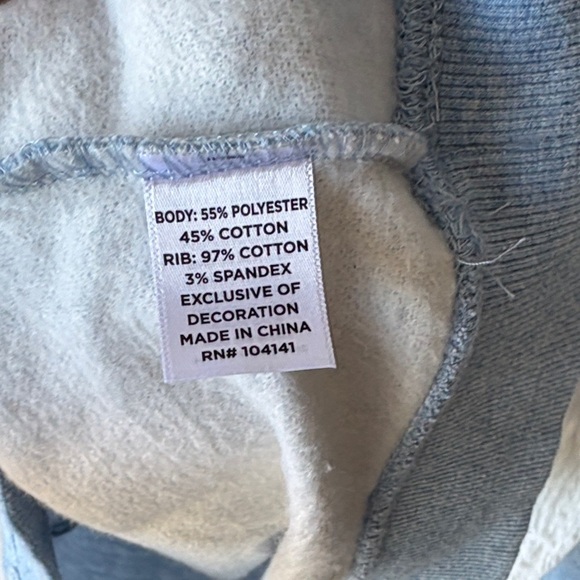 BODY: 55% POLYESTER
45% COTTON
RIB: 97% COTTON
3% SPANDEX
EXCLUSIVE OF
DECORATION
MADE IN CHINA
RN# 104141